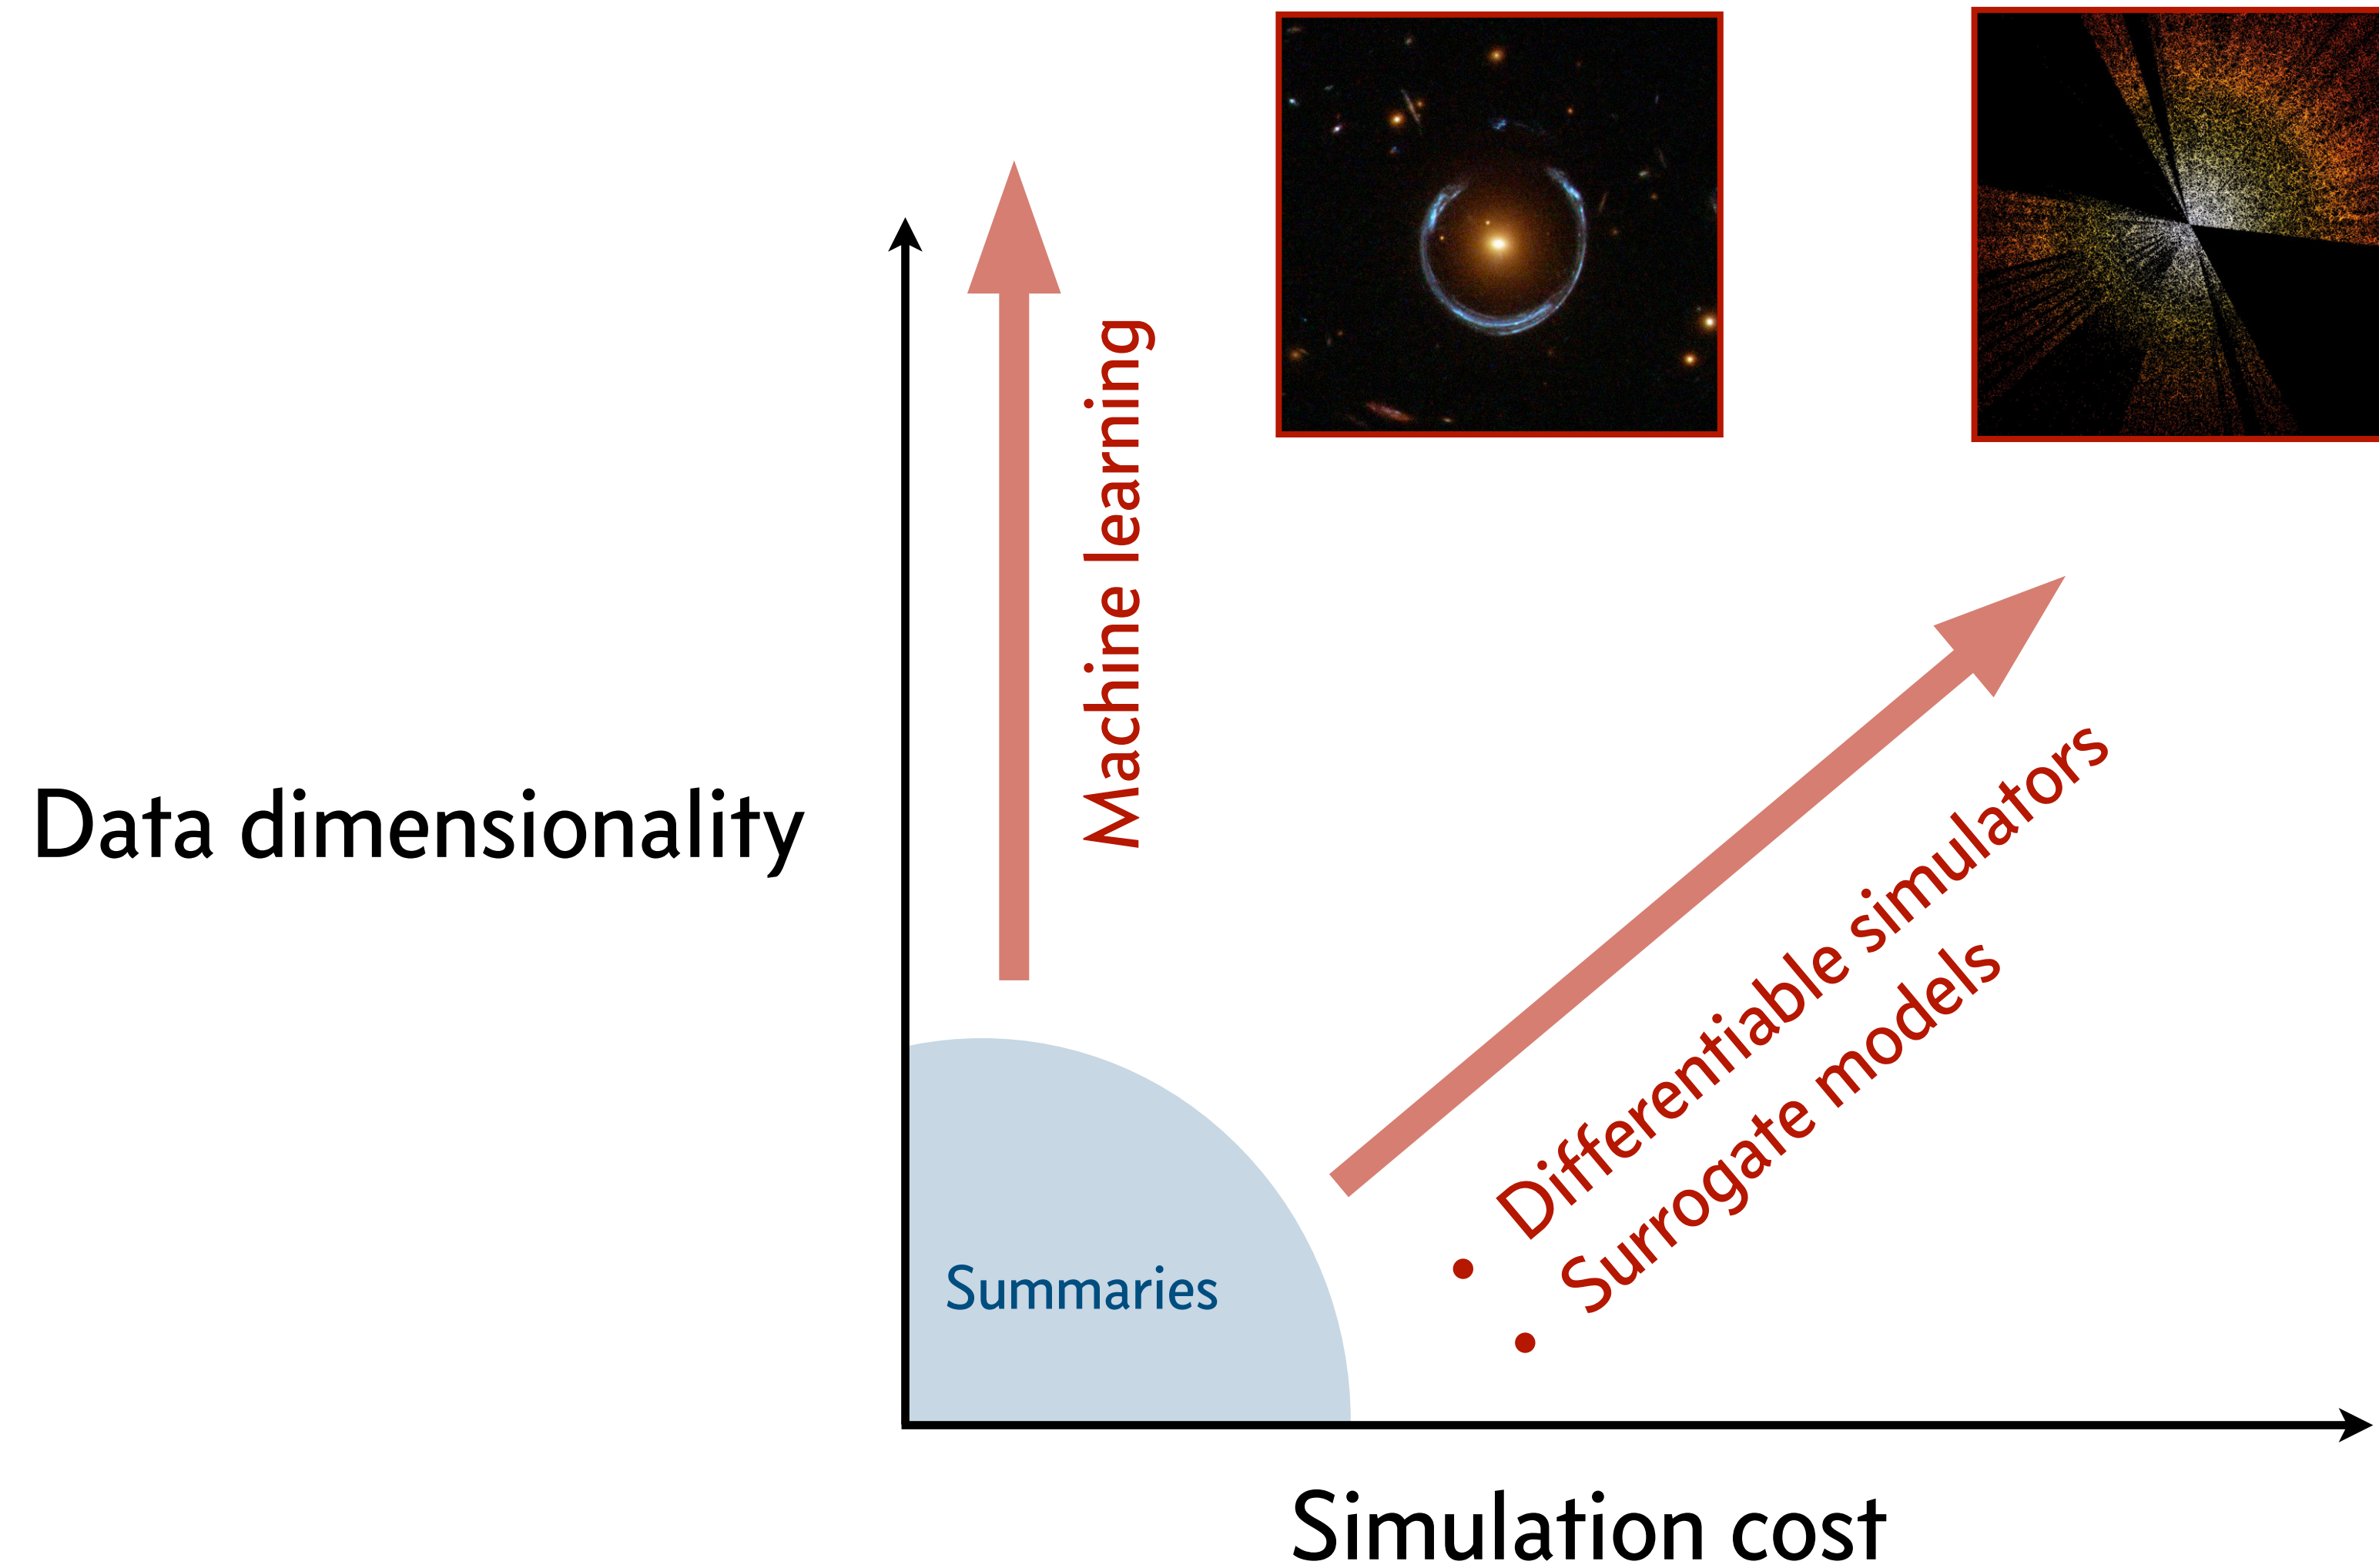 Machine learning
Data dimensionality
• Differentiable simulators
• Surrogate models
Summaries
Simulation cost